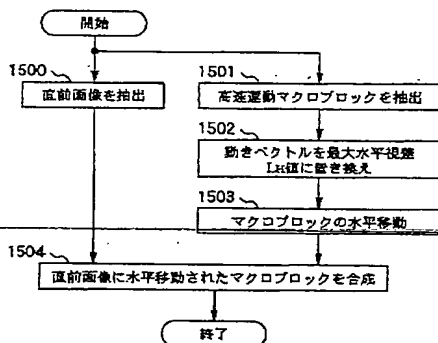 開始
1500
直前画像を抽出
1501
高速運動マクロブロックを抽出
1502
動きベクトルを最大水平視差
LH値に置き換え
1503
マクロブロックの水平移動
1504
直前画像に水平移動されたマクロブロックを合成
終了